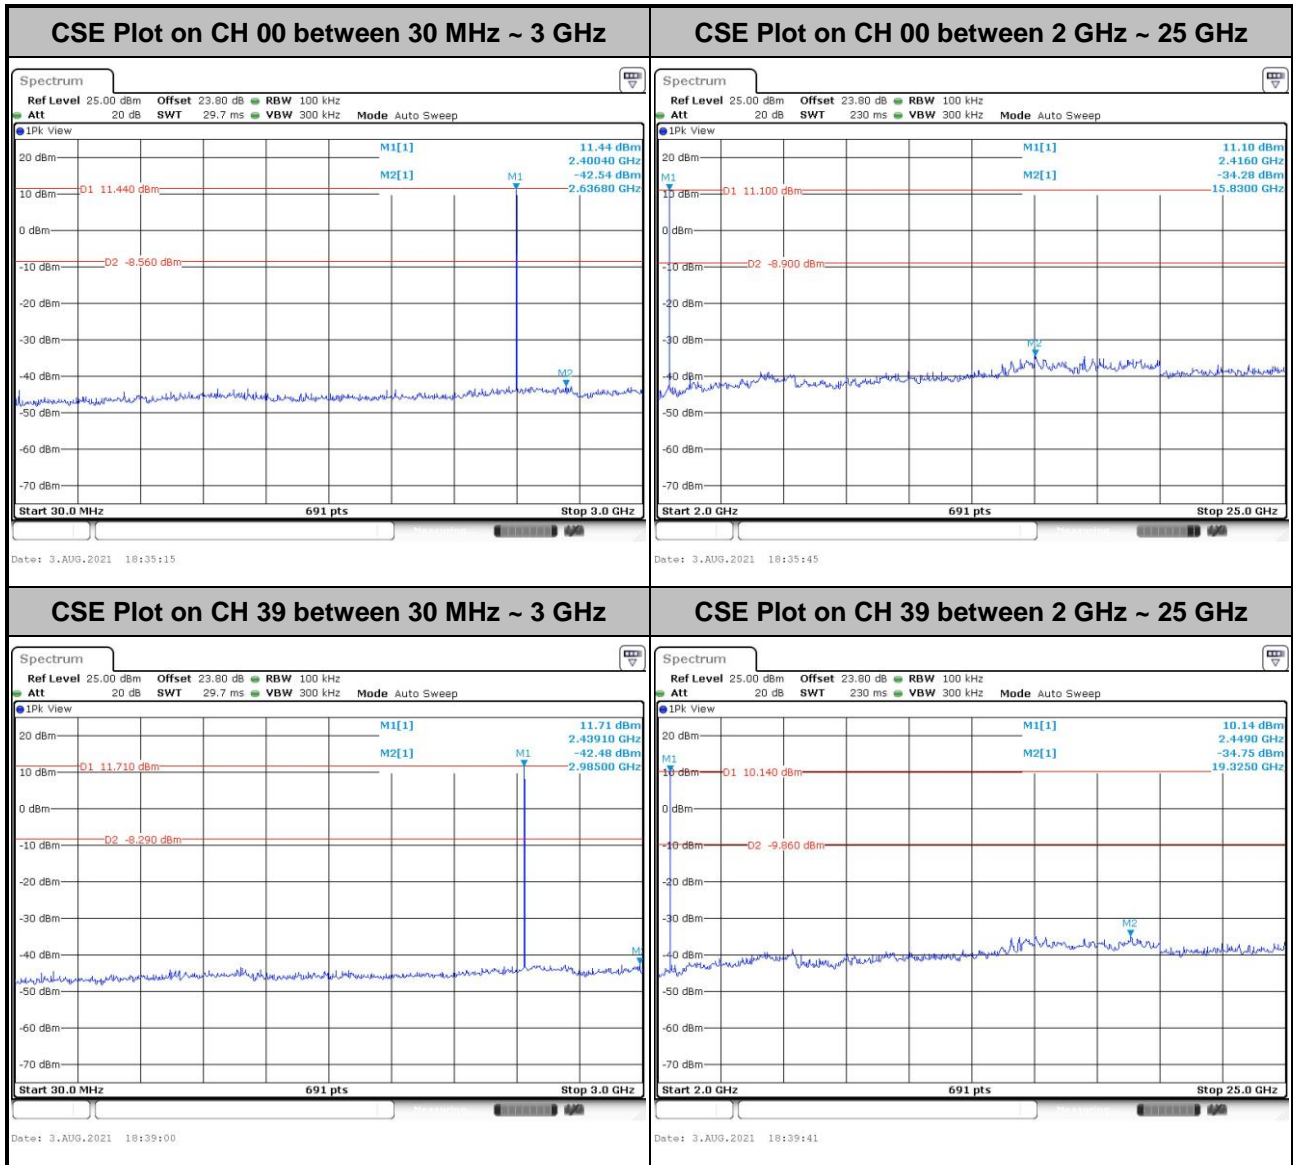 CSE Plot on CH 00 between 30 MHz ~ 3 GHz
Spectrum
Ref Level 25.00 dBm Offset 23.80 dB RBW 100 kHz
Att 20 dB SWT 29.7 ms VBW 300 kHz Mode Auto Sweep
1Pk View
M1[1] 11.44 dBm
2.40040 GHz
M2[1] -42.54 dBm
2.63680 GHz
20 dBm
M1
10 dBm
D1 11.440 dBm
0 dBm
D2 -8.560 dBm
-10 dBm
-20 dBm
-30 dBm
M2
-40 dBm
-50 dBm
-60 dBm
-70 dBm
Start 30.0 MHz 691 pts Stop 3.0 GHz
Date: 3.AUG.2021 18:35:15
CSE Plot on CH 00 between 2 GHz ~ 25 GHz
Spectrum
Ref Level 25.00 dBm Offset 23.80 dB RBW 100 kHz
Att 20 dB SWT 230 ms VBW 300 kHz Mode Auto Sweep
1Pk View
M1[1] 11.10 dBm
2.4160 GHz
M2[1] -34.28 dBm
15.8300 GHz
20 dBm
M1
10 dBm
D1 11.100 dBm
0 dBm
D2 -8.900 dBm
-10 dBm
-20 dBm
-30 dBm
M2
-40 dBm
-50 dBm
-60 dBm
-70 dBm
Start 2.0 GHz 691 pts Stop 25.0 GHz
Date: 3.AUG.2021 18:35:45
CSE Plot on CH 39 between 30 MHz ~ 3 GHz
Spectrum
Ref Level 25.00 dBm Offset 23.80 dB RBW 100 kHz
Att 20 dB SWT 29.7 ms VBW 300 kHz Mode Auto Sweep
1Pk View
M1[1] 11.71 dBm
2.43910 GHz
M2[1] -42.48 dBm
2.98500 GHz
20 dBm
M1
D1 11.710 dBm
10 dBm
0 dBm
D2 -8.290 dBm
-10 dBm
-20 dBm
-30 dBm
-40 dBm
-50 dBm
-60 dBm
-70 dBm
Start 30.0 MHz 691 pts Stop 3.0 GHz
Date: 3.AUG.2021 18:39:00
CSE Plot on CH 39 between 2 GHz ~ 25 GHz
Spectrum
Ref Level 25.00 dBm Offset 23.80 dB RBW 100 kHz
Att 20 dB SWT 230 ms VBW 300 kHz Mode Auto Sweep
1Pk View
M1[1] 10.14 dBm
2.4490 GHz
M2[1] -34.75 dBm
19.3250 GHz
20 dBm
M1
10 dBm
D1 10.140 dBm
0 dBm
-10 dBm
D2 -9.860 dBm
-20 dBm
-30 dBm
M2
-40 dBm
-50 dBm
-60 dBm
-70 dBm
Start 2.0 GHz 691 pts Stop 25.0 GHz
Date: 3.AUG.2021 18:39:41